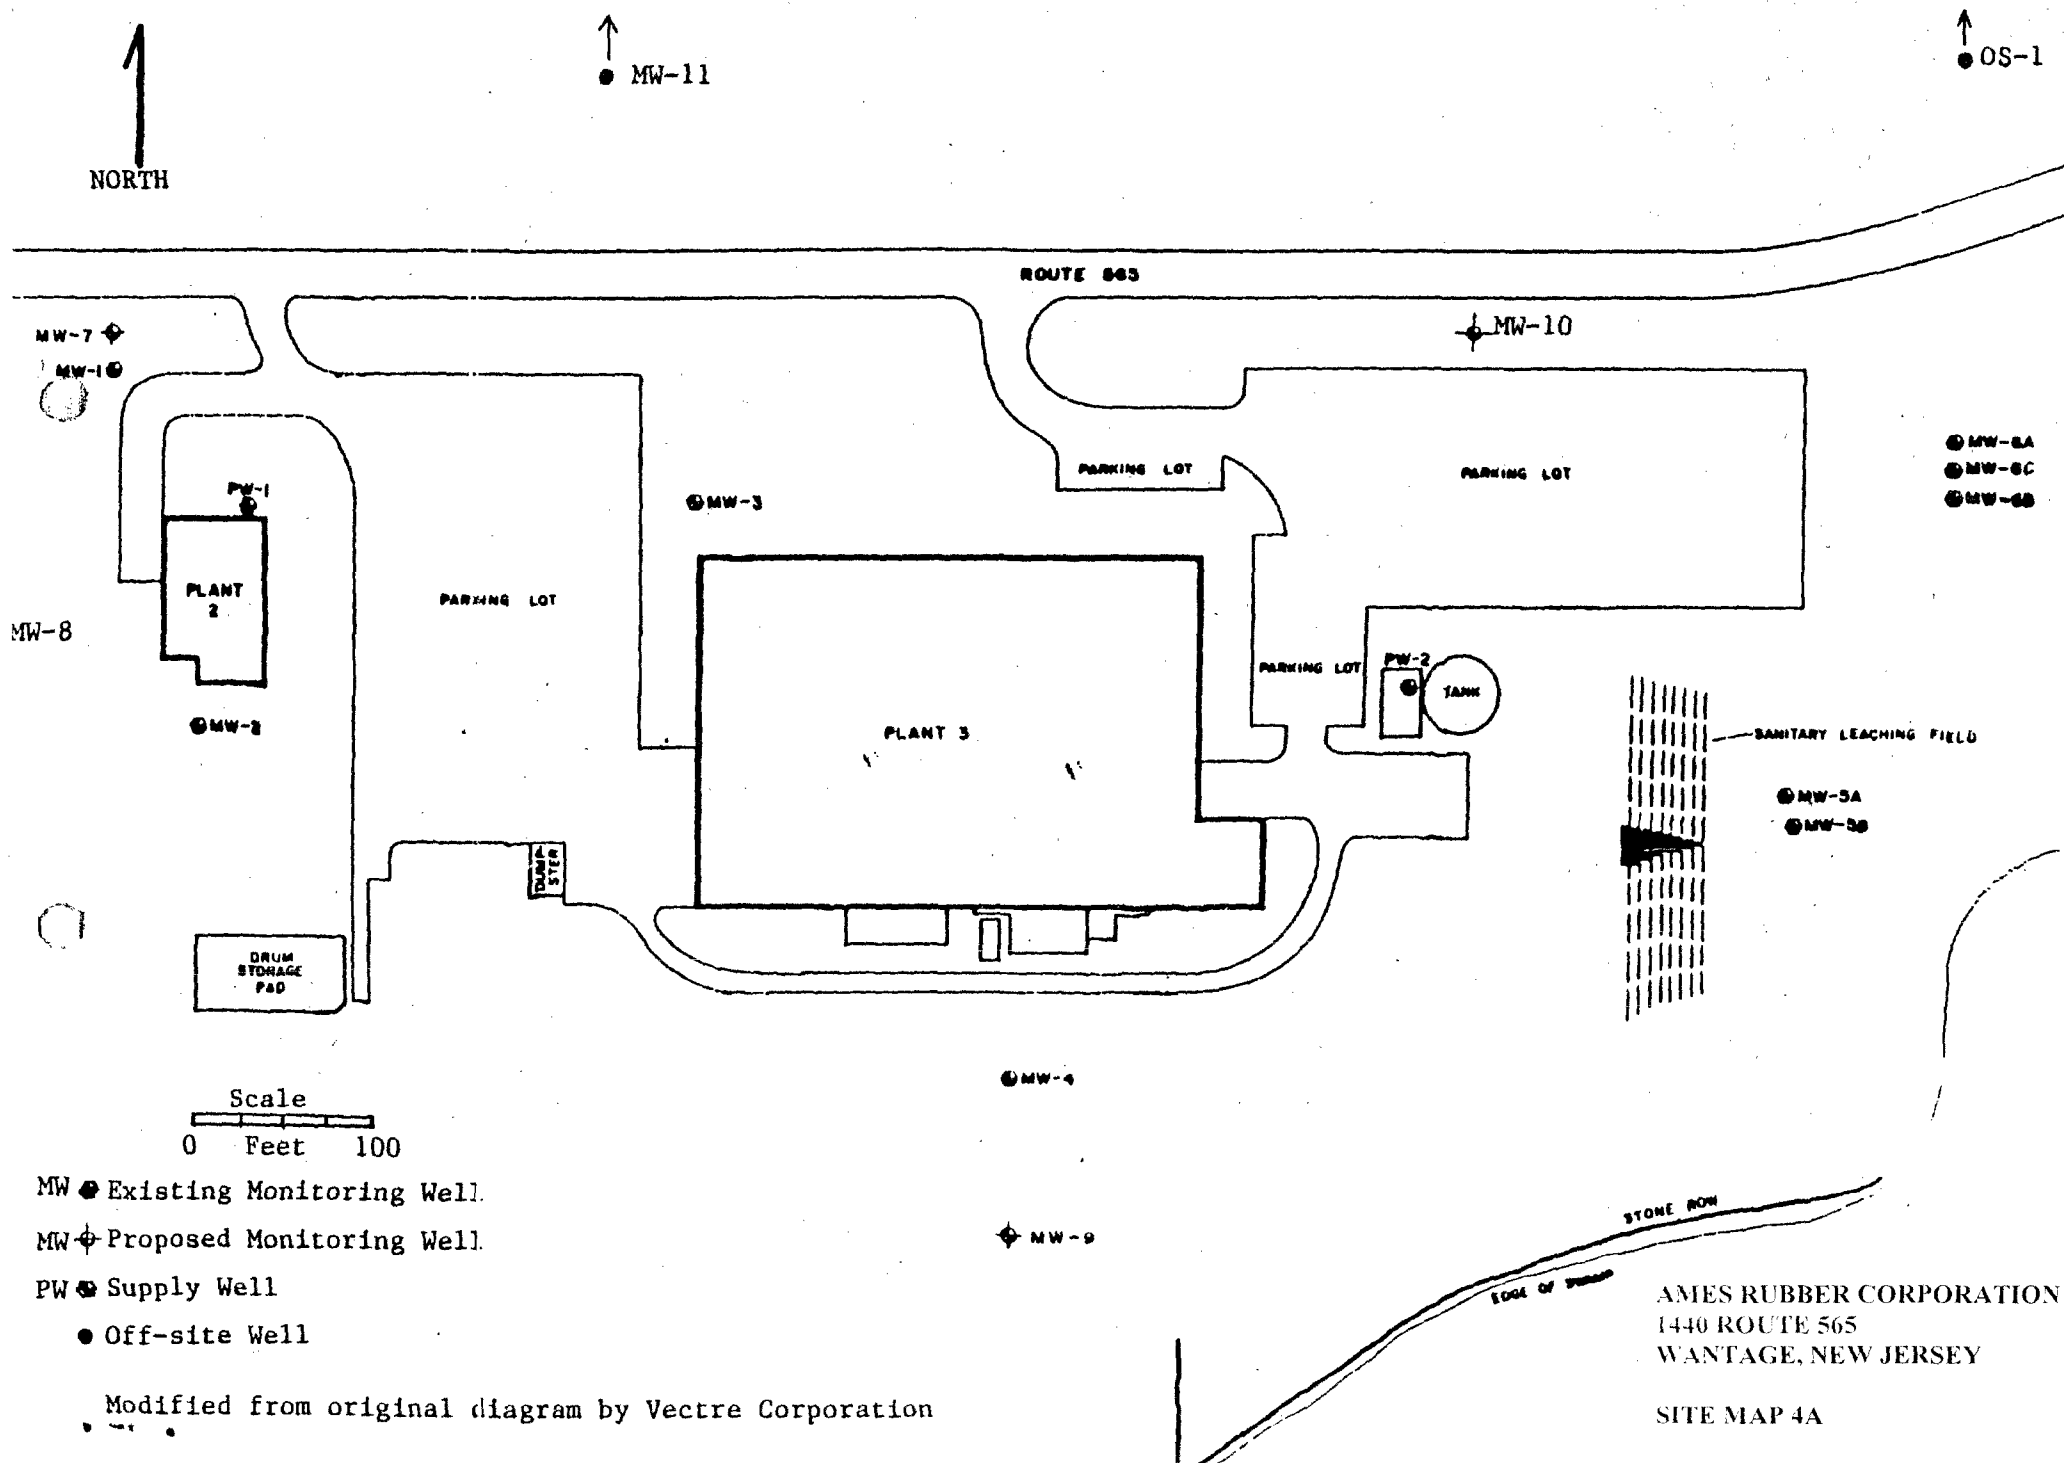 MW-11
OS-1
NORTH
ROUTE 565
MW-7
MW-10
MW-1
MW-6A
MW-6C
MW-6B
PARKING LOT
PARKING LOT
PW-1
MW-3
PLANT
2
PARKING LOT
MW-8
PARKING LOT
PW-2
TANK
MW-2
PLANT 3
SANITARY LEACHING FIELD
MW-5A
MW-5B
DUMP-
STER
DRUM
STORAGE
PAD
MW-4
Scale
0 Feet 100
MW Existing Monitoring Well
MW Proposed Monitoring Well
PW Supply Well
Off-site Well
MW-9
STONE ROW
EDGE OF
Modified from original diagram by Vectre Corporation
AMES RUBBER CORPORATION
1440 ROUTE 565
WANTAGE, NEW JERSEY
SITE MAP 4A